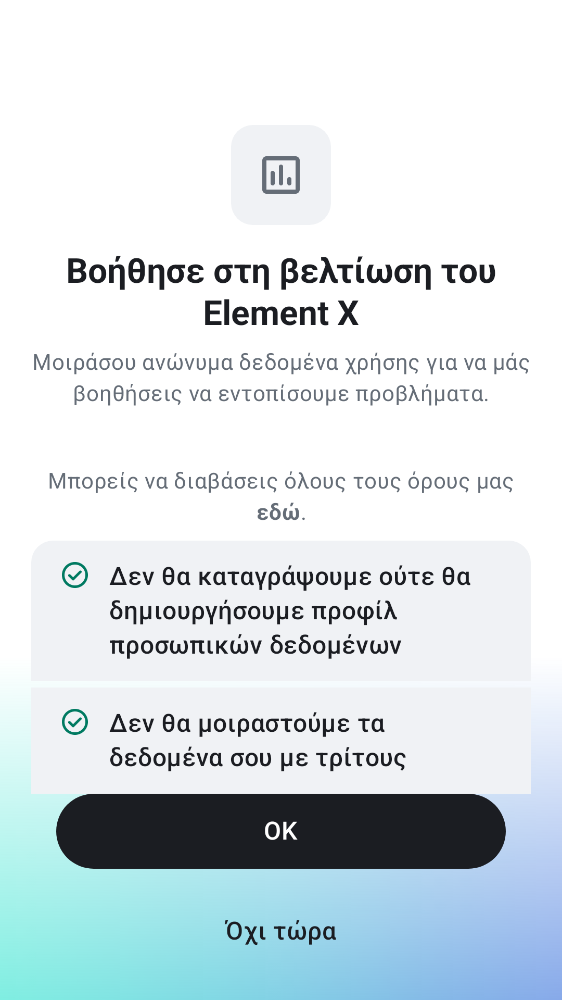 Βοήθησε στη βελτίωση του
Element X
Μοιράσου ανώνυμα δεδομένα χρήσης για να μάς
βοηθήσεις να εντοπίσουμε προβλήματα.
Μπορείς να διαβάσεις όλους τους όρους μας
εδώ.
Δεν θα καταγράψουμε ούτε θα
δημιουργήσουμε προφίλ
προσωπικών δεδομένων
Δεν θα μοιραστούμε τα
δεδομένα σου με τρίτους
OK
Όχι τώρα